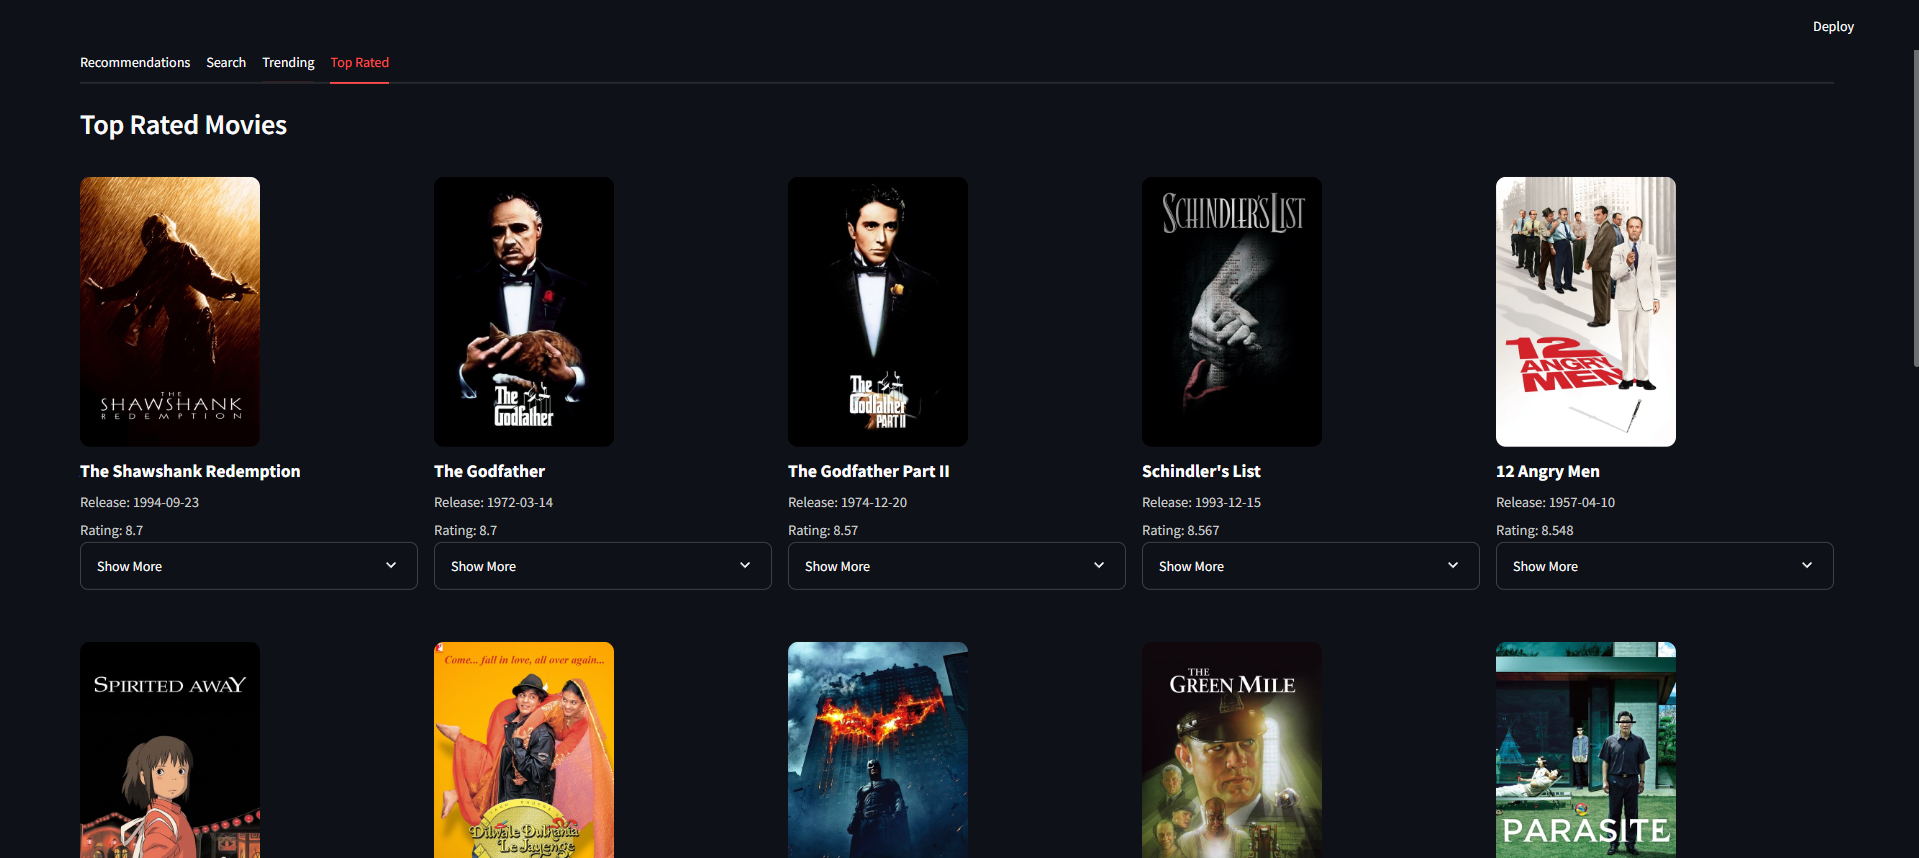 Deploy
Recommendations Search Trending Top Rated
Top Rated Movies
THE
SHAWSHANK
REDEMPTION
The
Godfather
The
Godfather
PART II
SCHINDLER'S LIST
12
ANGRY
MEN
The Shawshank Redemption
Release: 1994-09-23
Rating: 8.7
Show More
The Godfather
Release: 1972-03-14
Rating: 8.7
Show More
The Godfather Part II
Release: 1974-12-20
Rating: 8.57
Show More
Schindler's List
Release: 1993-12-15
Rating: 8.567
Show More
12 Angry Men
Release: 1957-04-10
Rating: 8.548
Show More
SPIRITED AWAY
Come... fall in love, all over again...
Dilwale Dulhania
Le Jayenge
THE
GREEN MILE
PARASITE